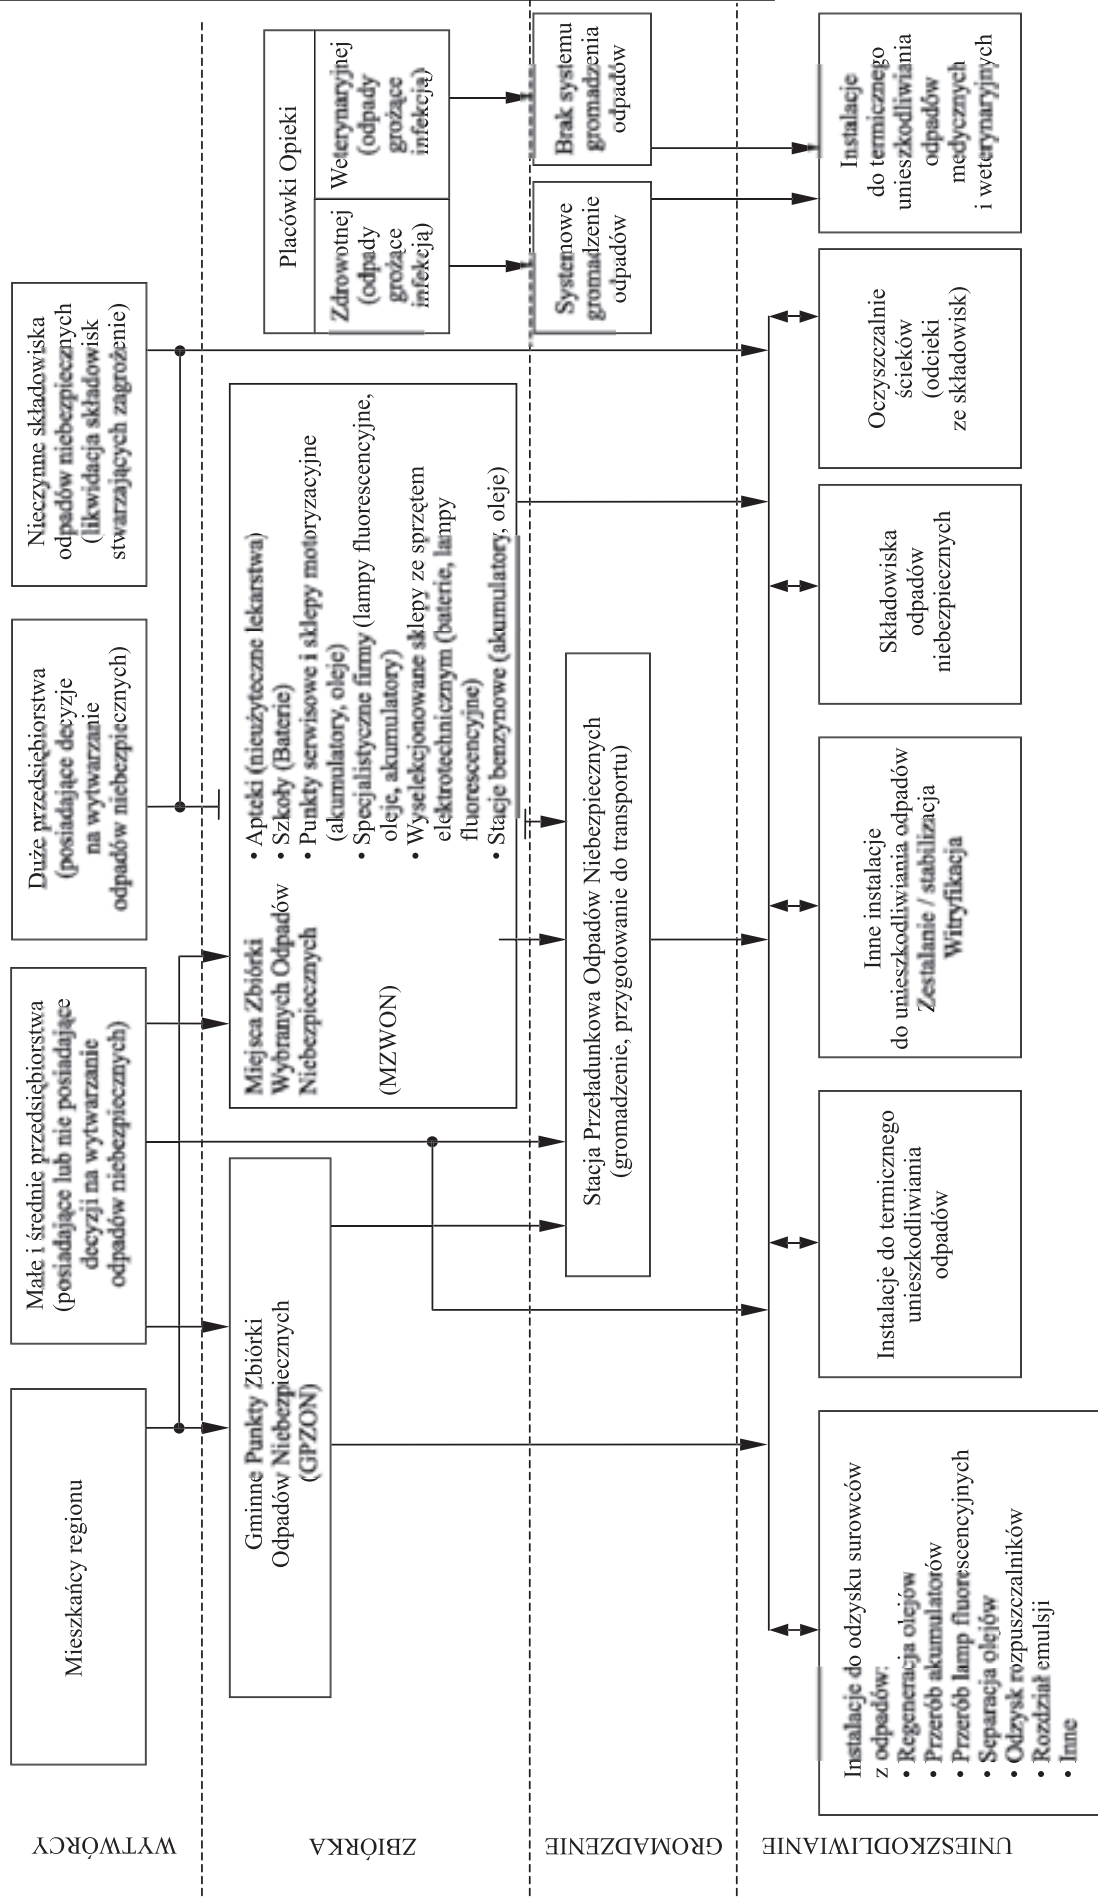 WYTWÓRCY
Mieszkańcy regionu
Małe i średnie przedsiębiorstwa
(posiadające lub nie posiadające
decyzji na wytwarzanie
odpadów niebezpiecznych)
Duże przedsiębiorstwa
(posiadające decyzje
na wytwarzanie
odpadów niebezpiecznych)
Nieczynne składowiska
odpadów niebezpiecznych
(likwidacja składowisk
stwarzających zagrożenie)
ZBIÓRKA
Gminne Punkty Zbiórki
Odpadów Niebezpiecznych
(GPZON)
Miejsca Zbiórki
Wybranych Odpadów
Niebezpiecznych
(MZWON)
• Apteki (nieużyteczne lekarstwa)
• Szkoły (Baterie)
• Punkty serwisowe i sklepy motoryzacyjne
(akumulatory, oleje)
• Specjalistyczne firmy (lampy fluorescencyjne,
oleje, akumulatory)
• Wyselekcjonowane sklepy ze sprzętem
elektrotechnicznym (baterie, lampy
fluorescencyjne)
• Stacje benzynowe (akumulatory, oleje)
Placówki Opieki
Zdrowotnej
(odpady
grożące
infekcją)
Weterynaryjnej
(odpady
grożące
infekcją)
GROMADZENIE
Stacja Przeładunkowa Odpadów Niebezpiecznych
(gromadzenie, przygotowanie do transportu)
Systemowe
gromadzenie
odpadów
Brak systemu
gromadzenia
odpadów
UNIESZKODLIWIANIE
Instalacje do odzysku surowców
z odpadów:
• Regeneracja olejów
• Przerób akumulatorów
• Przerób lamp fluorescencyjnych
• Separacja olejów
• Odzysk rozpuszczalników
• Rozdział emulsji
• Inne
Instalacje do termicznego
unieszkodliwiania
odpadów
Inne instalacje
do unieszkodliwiania odpadów
Zestalanie / stabilizacja
Witryfikacja
Składowiska
odpadów
niebezpiecznych
Oczyszczalnie
ścieków
(odcieki
ze składowisk)
Instalacje
do termicznego
unieszkodliwiania
odpadów
medycznych
i weterynaryjnych